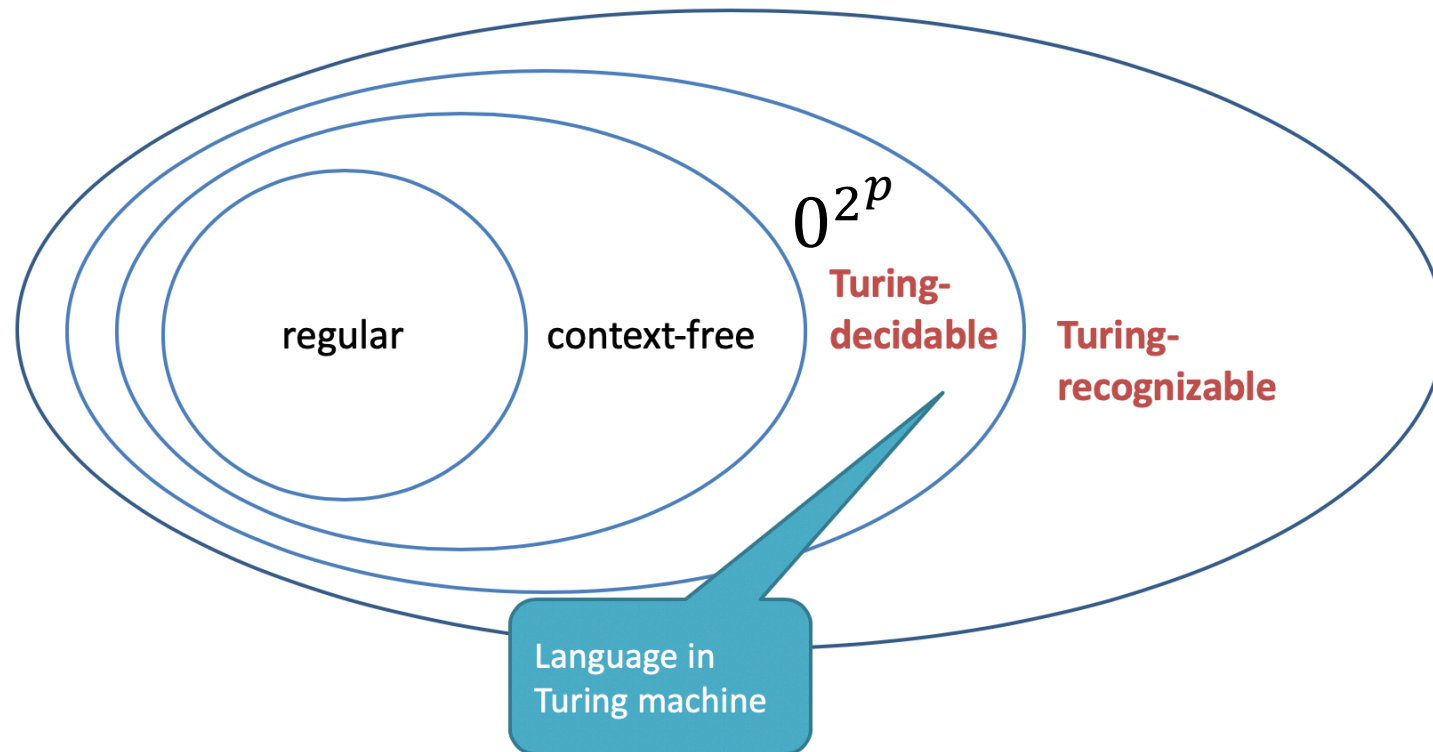 0^{2^p}
Turing-
decidable
regular
context-free
Turing-
recognizable
Language in
Turing machine